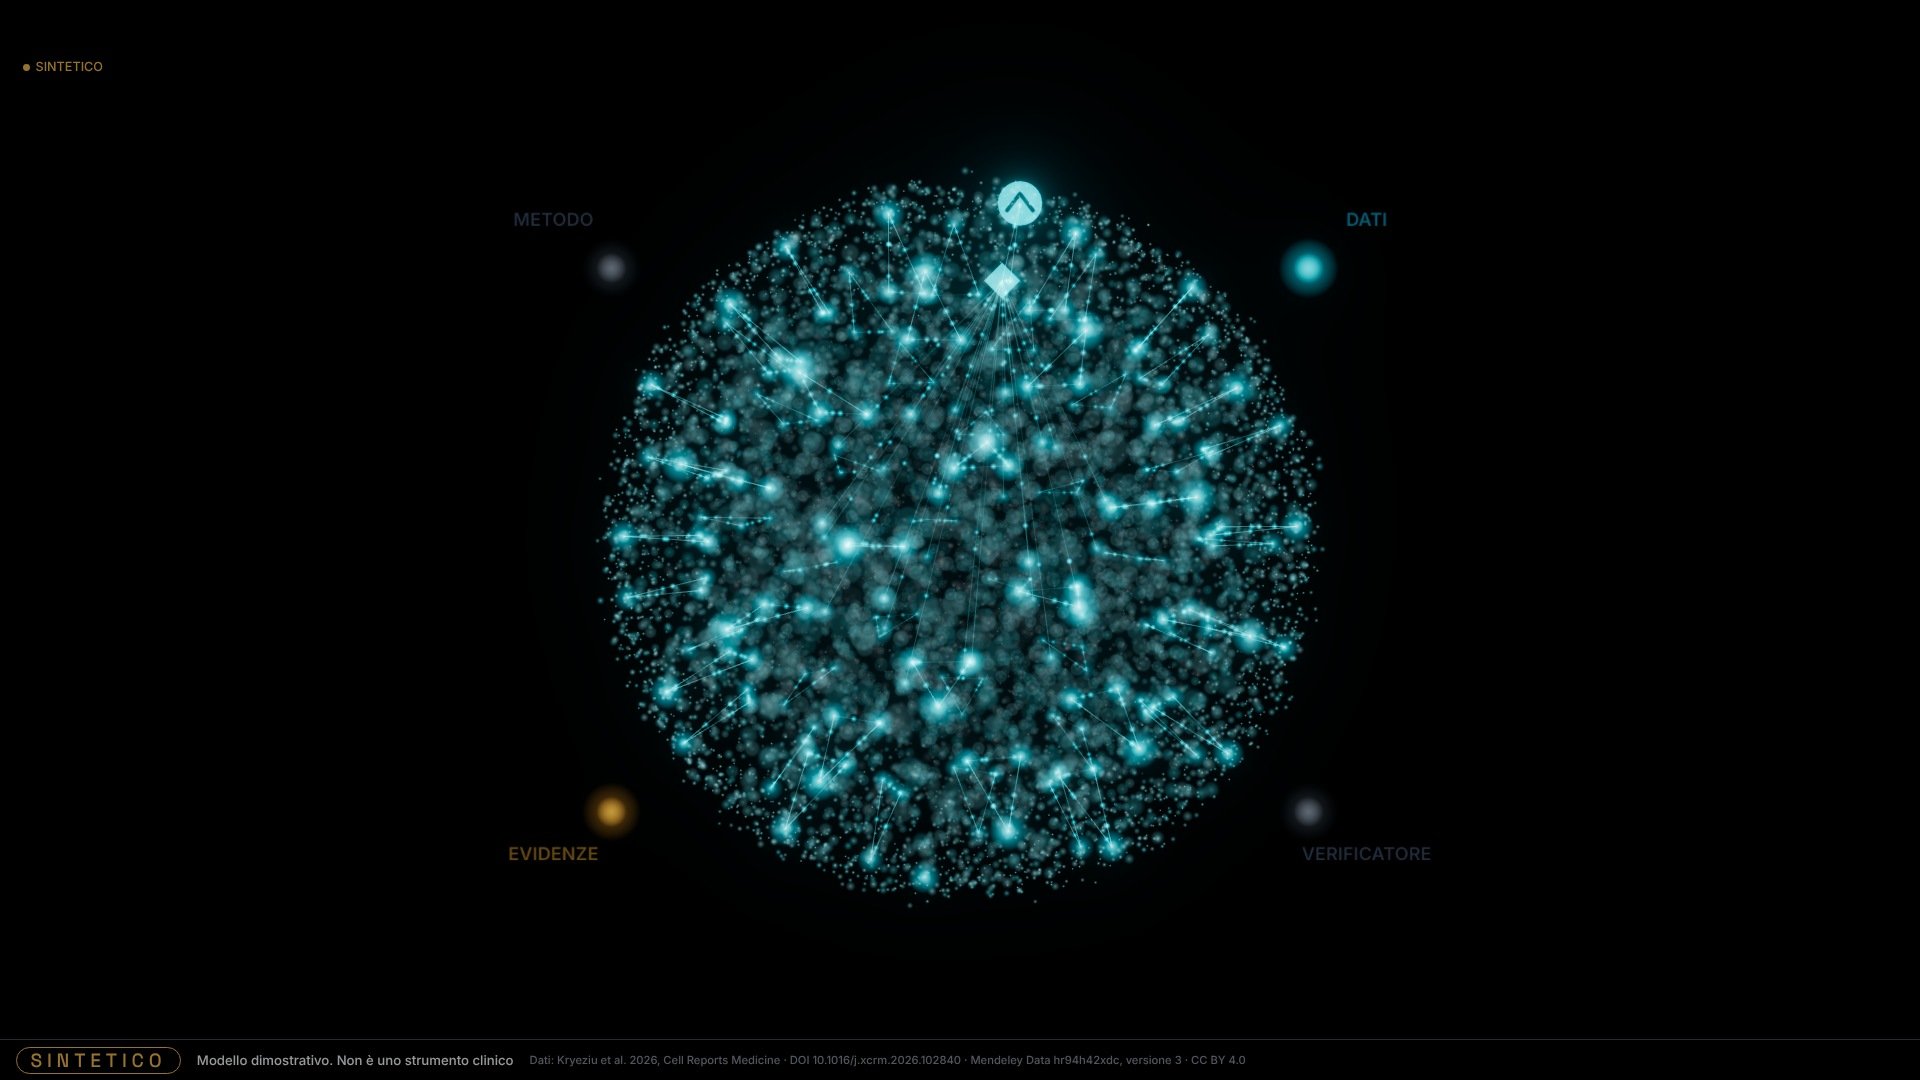 SINTETICO
METODO
DATI
EVIDENZE
VERIFICATORE
SINTETICO Modello dimostrativo. Non è uno strumento clinico Dati: Kryeziu et al. 2026, Cell Reports Medicine · DOI 10.1016/j.xcrm.2026.102840 · Mendeley Data hr94h42xdc, versione 3 · CC BY 4.0